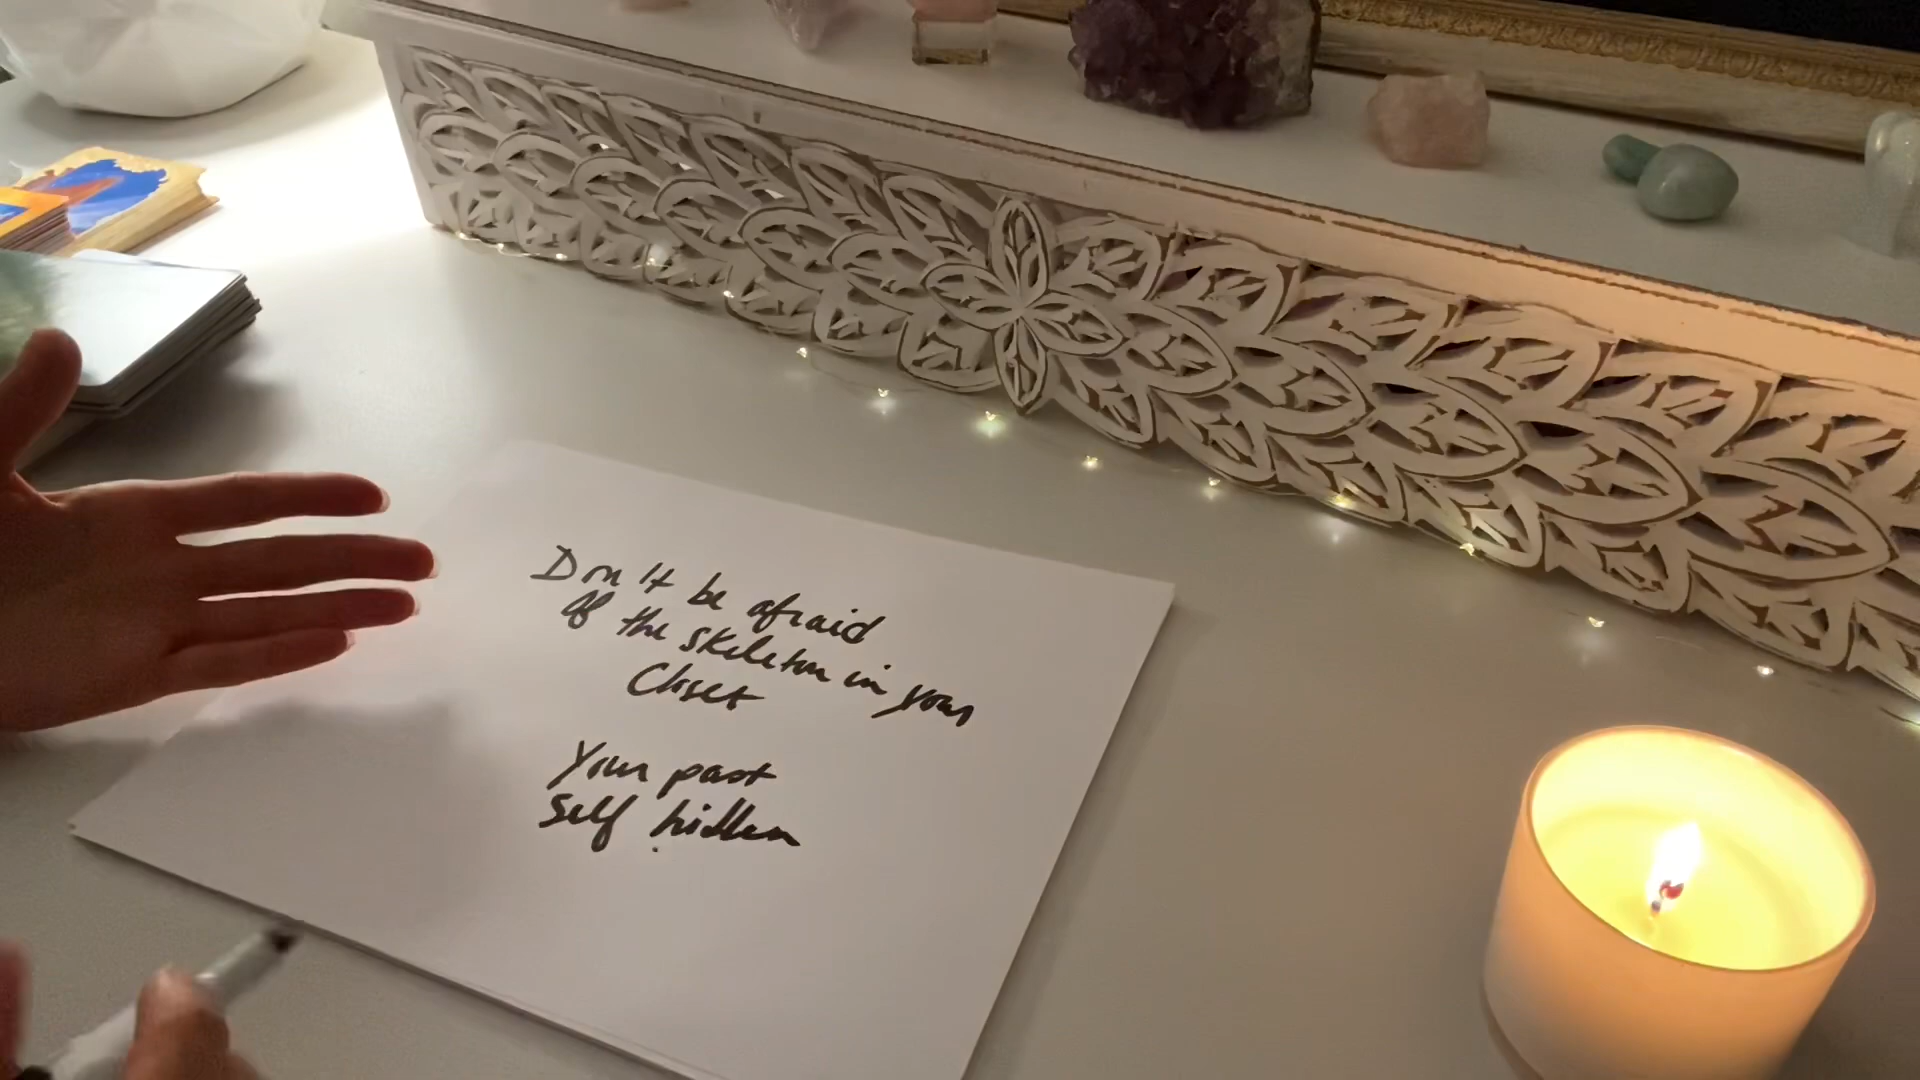 Don't be afraid
Of the skeleton in your
Closet
Your past
self hidden